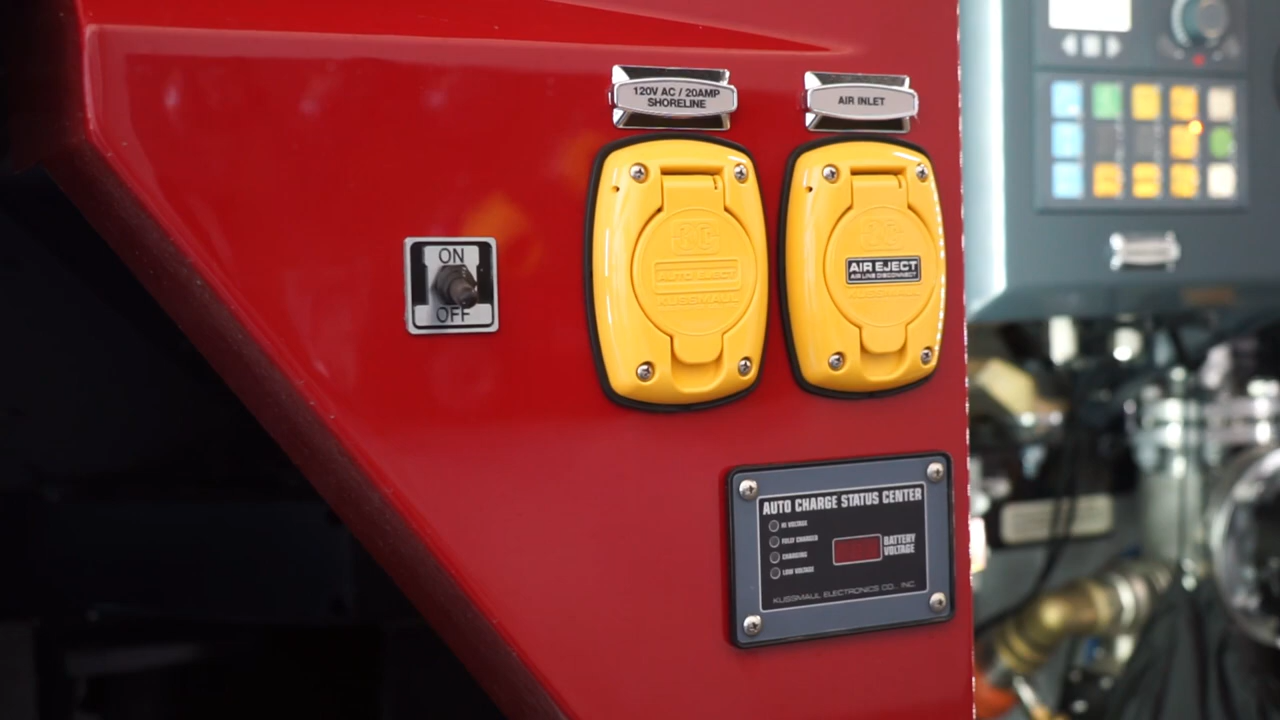 120V AC / 20AMP
SHORELINE
AIR INLET
ON
OFF
AUTO EJECT
KUSSMAUL
AIR EJECT
AIR LINE DISCONNECT
KUSSMAUL
AUTO CHARGE STATUS CENTER
HI VOLTAGE
FULLY CHARGED
CHARGING
LOW VOLTAGE
BATTERY
VOLTAGE
KUSSMAUL ELECTRONICS CO., INC.